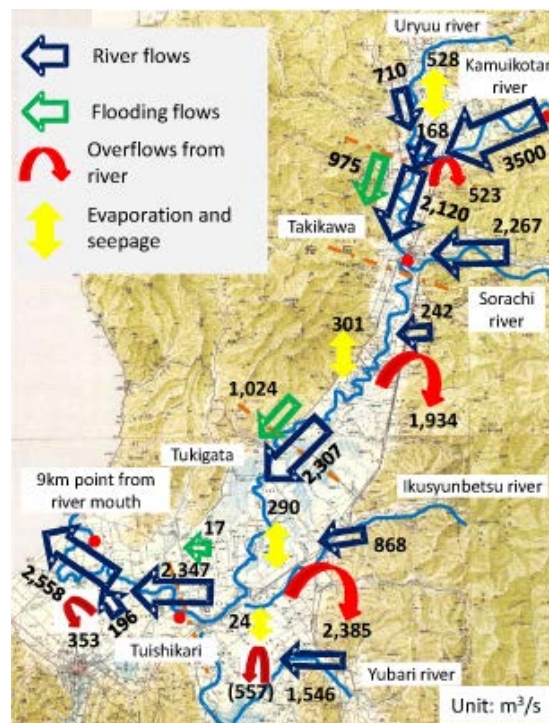 River flows
Flooding flows
Overflows from
river
Evaporation and
seepage
Uryuu river
528
Kamuikotan
river
710
168
3500
975
523
2,120
Takikawa
2,267
Sorachi
river
242
301
1,934
1,024
Tukigata
2,307
Ikusyunbetsu river
9km point from
river mouth
290
17
868
2,347
2,558
196
353
24
2,385
Tuishikari
Yubari river
(557)
1,546
Unit: m³/s